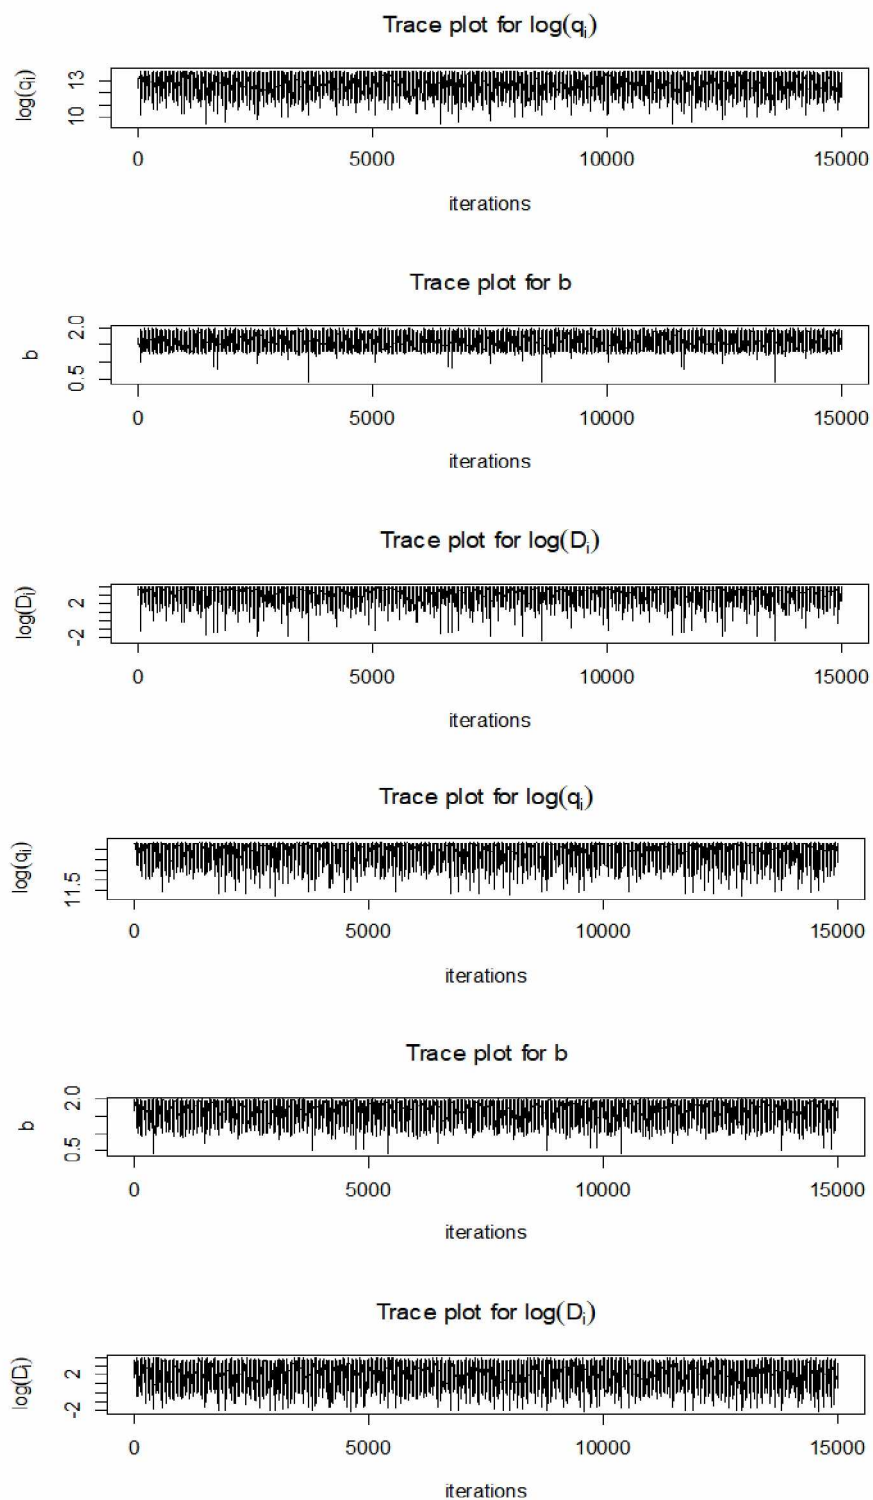 Trace plot for log(qᵢ)
log(qᵢ)
13
10
0 5000 10000 15000
iterations
Trace plot for b
b
2.0
0.5
0 5000 10000 15000
iterations
Trace plot for log(Dᵢ)
log(Dᵢ)
2
-2
0 5000 10000 15000
iterations
Trace plot for log(qᵢ)
log(qᵢ)
11.5
0 5000 10000 15000
iterations
Trace plot for b
b
2.0
0.5
0 5000 10000 15000
iterations
Trace plot for log(Dᵢ)
log(Dᵢ)
2
-2
0 5000 10000 15000
iterations